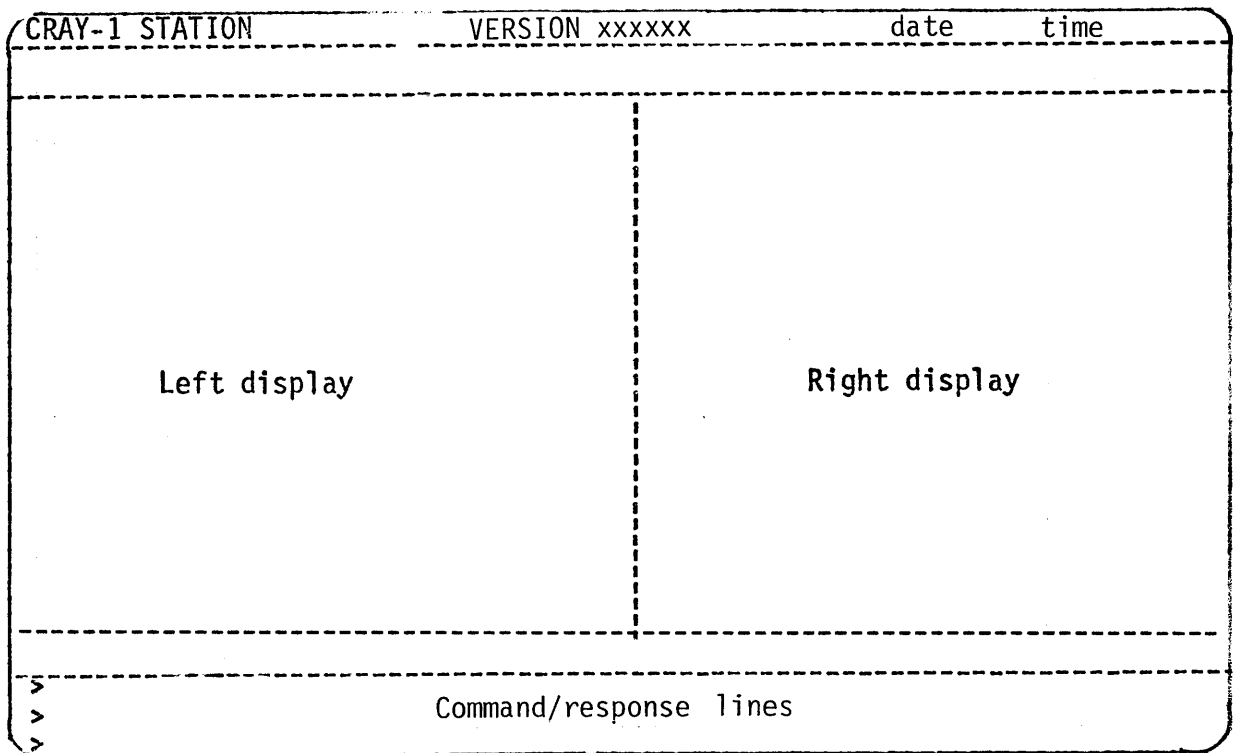 CRAY-1 STATION VERSION xxxxxx date time
Left display Right display
>
> Command/response lines
>